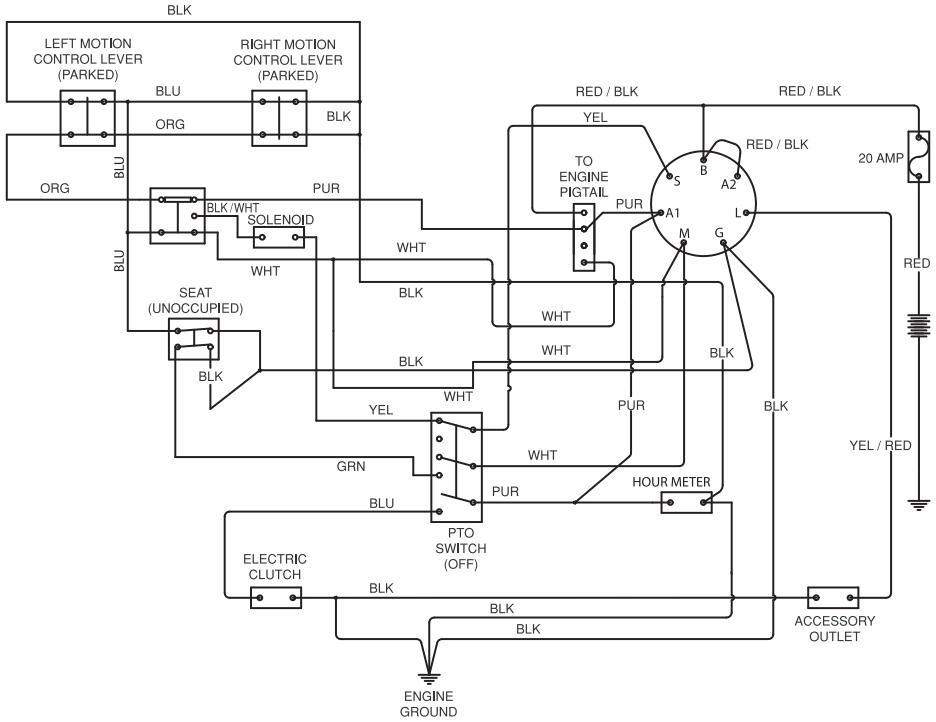 BLK
LEFT MOTION
CONTROL LEVER
(PARKED)
RIGHT MOTION
CONTROL LEVER
(PARKED)
BLU
BLK
ORG
RED / BLK
RED / BLK
YEL
RED / BLK
20 AMP
TO
ENGINE
PIGTAIL
S
B
A2
A1
L
M
G
BLU
ORG
PUR
PUR
BLK/WHT
SOLENOID
WHT
WHT
BLU
BLK
RED
SEAT
(UNOCCUPIED)
WHT
WHT
BLK
BLK
BLK
WHT
PUR
BLK
YEL
YEL / RED
WHT
GRN
HOUR METER
PUR
BLU
PTO
SWITCH
(OFF)
ELECTRIC
CLUTCH
BLK
BLK
BLK
ACCESSORY
OUTLET
ENGINE
GROUND